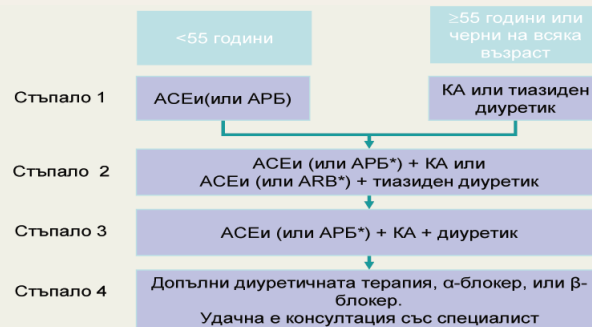 <55 години
≥55 години или
черни на всяка
възраст
Стъпало 1
АСЕи(или АРБ)
КА или тиазиден
диуретик
Стъпало 2
АСЕи (или АРБ*) + КА или
АСЕи (или ARB*) + тиазиден диуретик
Стъпало 3
АСЕи (или АРБ*) + КА + диуретик
Стъпало 4
Допълни диуретичната терапия, α-блокер, или β-
блокер.
Удачна е консултация със специалист